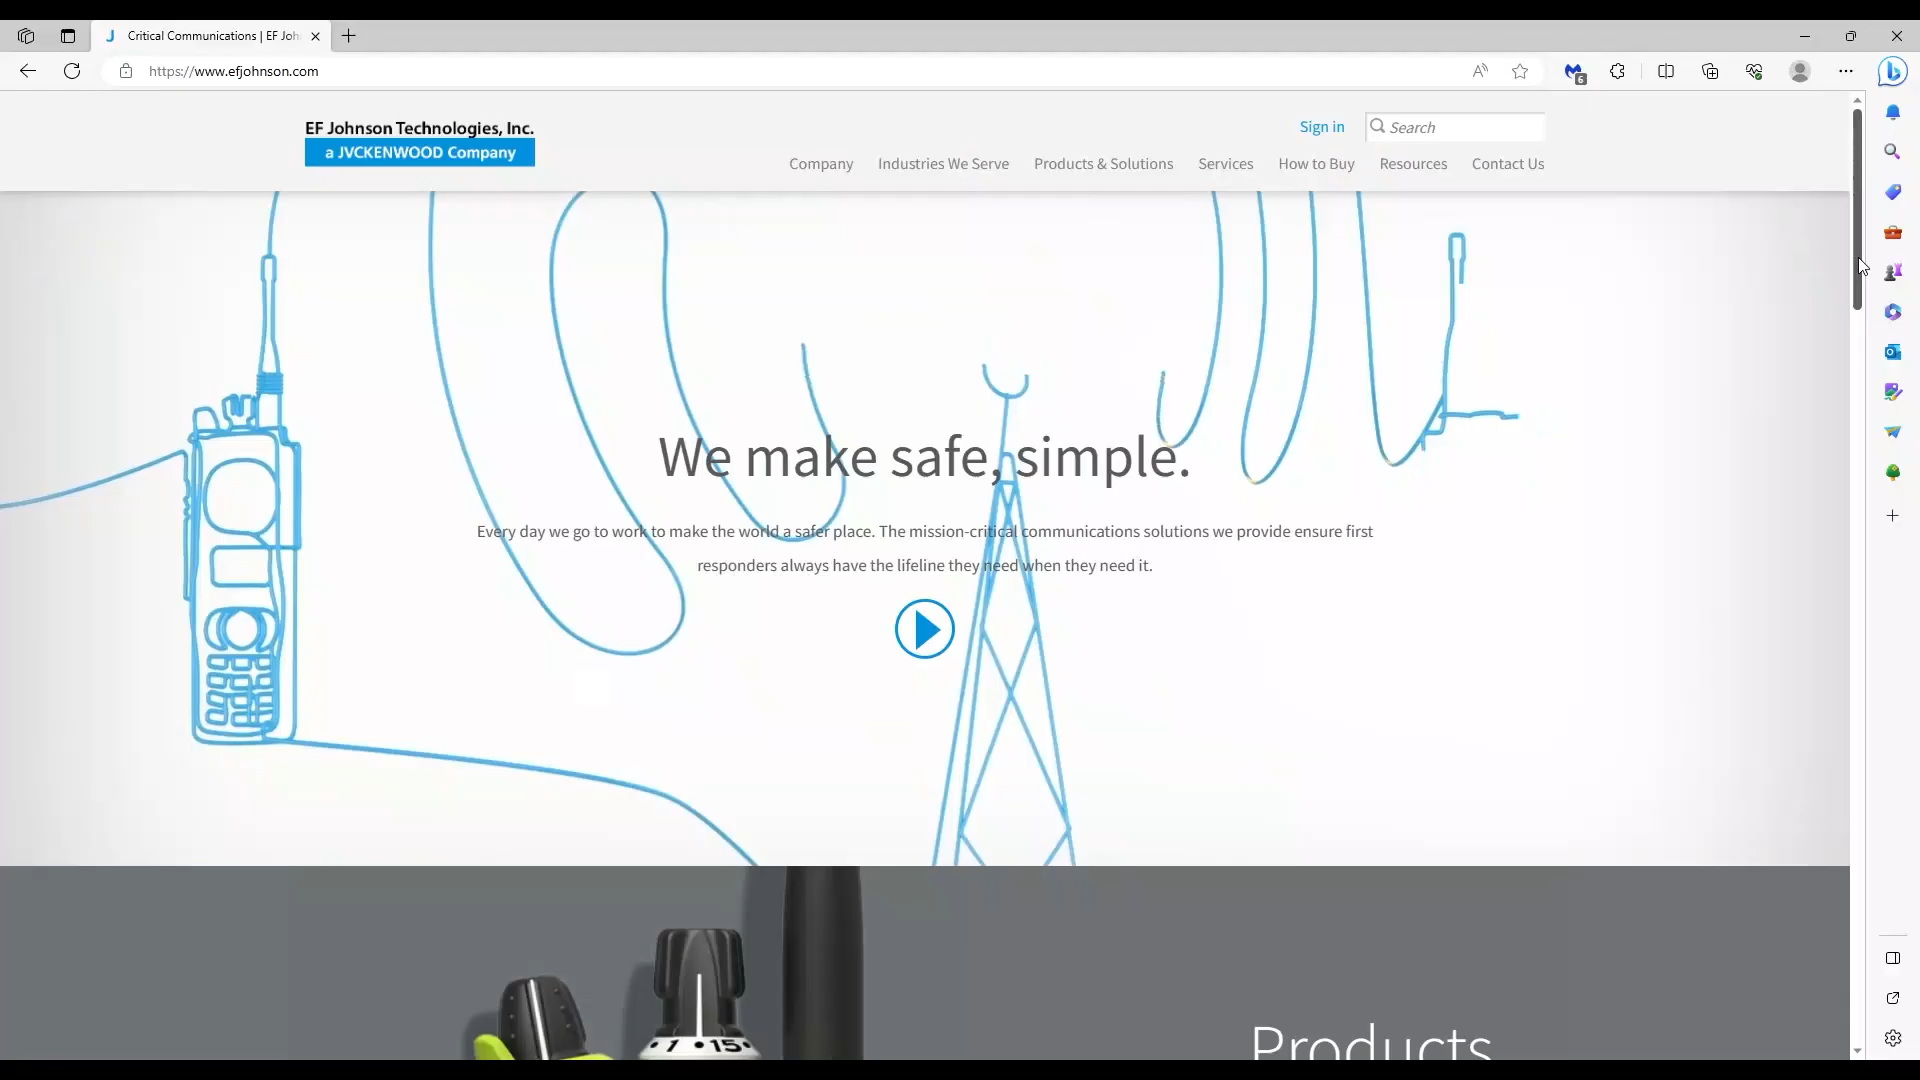 Critical Communications | EF Joh
https://www.efjohnson.com
6
EF Johnson Technologies, Inc.
a JVCKENWOOD Company
Sign in
Search
Company Industries We Serve Products & Solutions Services How to Buy Resources Contact Us
We make safe, simple.
Every day we go to work to make the world a safer place. The mission-critical communications solutions we provide ensure first
responders always have the lifeline they need when they need it.
Products
1 15